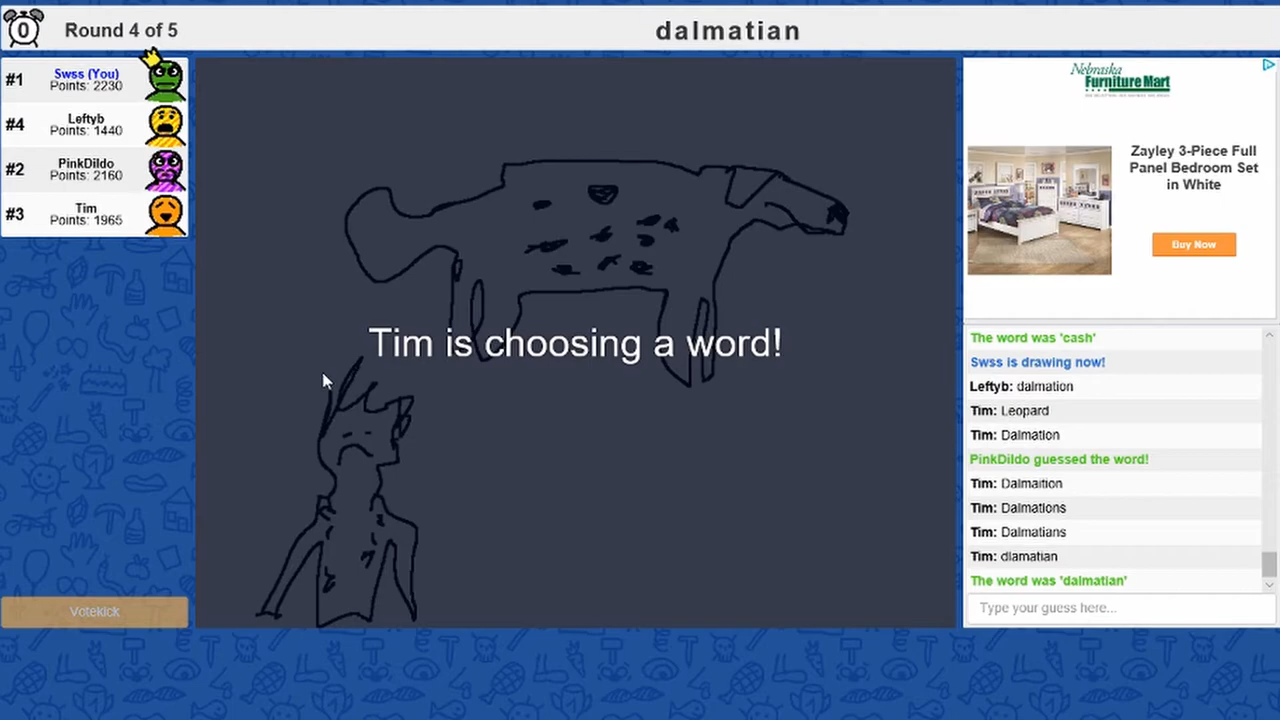 0
Round 4 of 5
dalmatian
#1
Swss (You)
Points: 2230
#4
Leftyb
Points: 1440
#2
PinkDildo
Points: 2160
#3
Tim
Points: 1965
Votekick
Tim is choosing a word!
Nebraska
Furniture Mart
Zayley 3-Piece Full
Panel Bedroom Set
in White
Buy Now
The word was 'cash'
Swss is drawing now!
Leftyb: dalmation
Tim: Leopard
Tim: Dalmation
PinkDildo guessed the word!
Tim: Dalmaition
Tim: Dalmations
Tim: Dalmatians
Tim: dlamatian
The word was 'dalmatian'
Type your guess here...